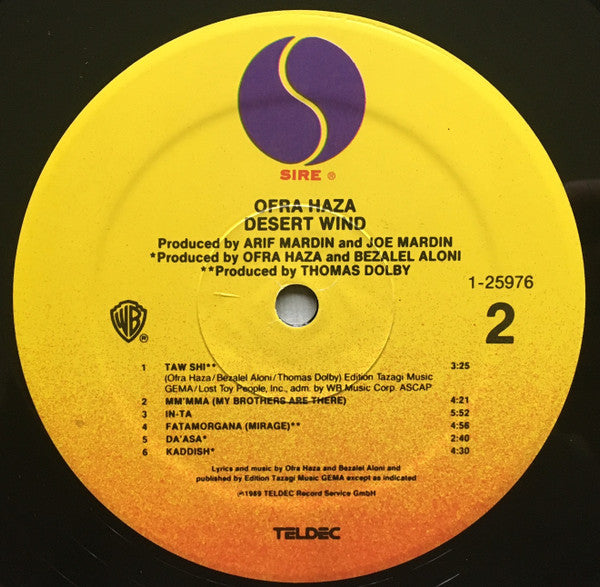 SIRE ®
OFRA HAZA
DESERT WIND
Produced by ARIF MARDIN and JOE MARDIN
*Produced by OFRA HAZA and BEZALEL ALONI
**Produced by THOMAS DOLBY
1-25976
WB ®
2
1 TAW SHI** 3:25
(Ofra Haza/Bezalel Aloni/Thomas Dolby) Edition Tazagi Music
GEMA/Lost Toy People, Inc., adm. by WB Music Corp. ASCAP
2 MM'MMA (MY BROTHERS ARE THERE) 4:21
3 IN-TA 5:52
4 FATAMORGANA (MIRAGE)** 4:56
5 DA'ASA* 2:40
6 KADDISH* 4:30
Lyrics and music by Ofra Haza and Bezalel Aloni and
published by Edition Tazagi Music GEMA except as indicated
℗1989 TELDEC Record Service GmbH
TELDEC